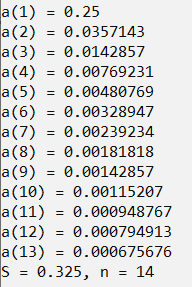 a(1) = 0.25
a(2) = 0.0357143
a(3) = 0.0142857
a(4) = 0.00769231
a(5) = 0.00480769
a(6) = 0.00328947
a(7) = 0.00239234
a(8) = 0.00181818
a(9) = 0.00142857
a(10) = 0.00115207
a(11) = 0.000948767
a(12) = 0.000794913
a(13) = 0.000675676
S = 0.325, n = 14